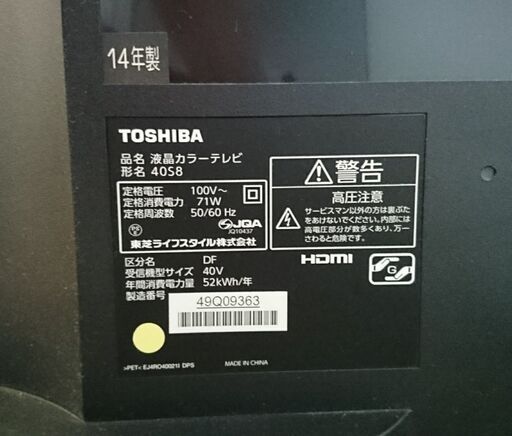 14年製
TOSHIBA
品名 液晶カラーテレビ
形名 40S8
定格電圧 100V~
定格消費電力 71W
定格周波数 50/60 Hz
JQA
JQ10437
東芝ライフスタイル株式会社
警告
高圧注意
サービスマン以外の方は裏ぶた
をあけないでください。内部には
高電圧部分が数多くあり、万一
さわると危険です。
区分名 DF
受信機型サイズ 40V
年間消費電力量 52kWh/年
製造番号
49Q09363
HDMI
G
>PET< EJ4RO40021I DPS
MADE IN CHINA